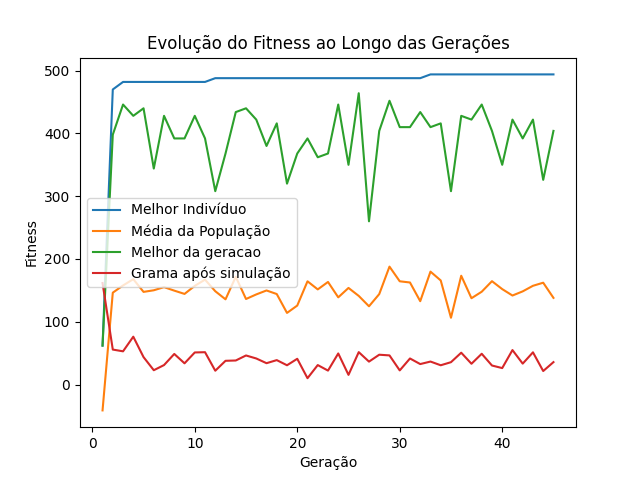 Evolução do Fitness ao Longo das Gerações
500
400
300
200
100
0
Fitness
Melhor Indivíduo
Média da População
Melhor da geracao
Grama após simulação
0
10
20
30
40
Geração